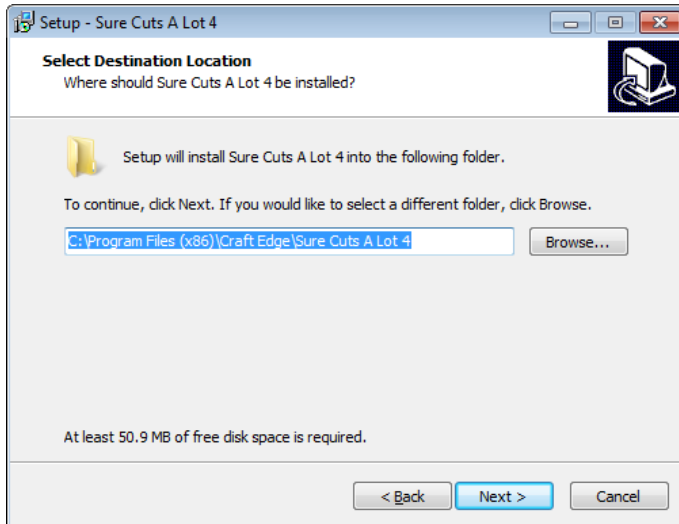 Setup - Sure Cuts A Lot 4
Select Destination Location
Where should Sure Cuts A Lot 4 be installed?
Setup will install Sure Cuts A Lot 4 into the following folder.
To continue, click Next. If you would like to select a different folder, click Browse.
C:\Program Files (x86)\Craft Edge\Sure Cuts A Lot 4
Browse...
At least 50.9 MB of free disk space is required.
< Back
Next >
Cancel